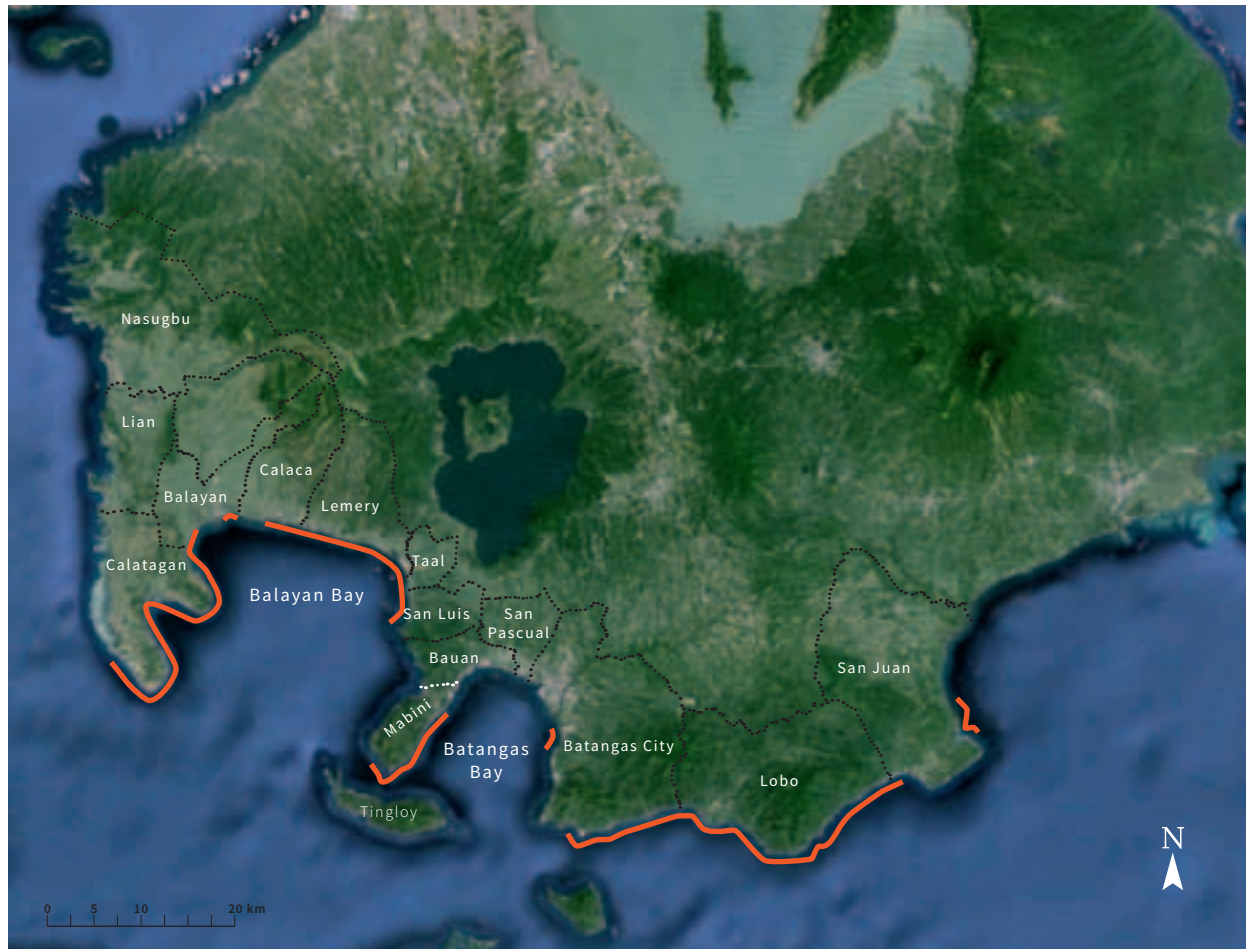 Nasugbu
Lian
Calaca
Balayan
Lemery
Calatagan
Taal
Balayan Bay
San Luis
San
Pascual
Bauan
San Juan
Mabini
Batangas
Bay
Batangas City
Lobo
Tingloy
N
0 5 10 20 km